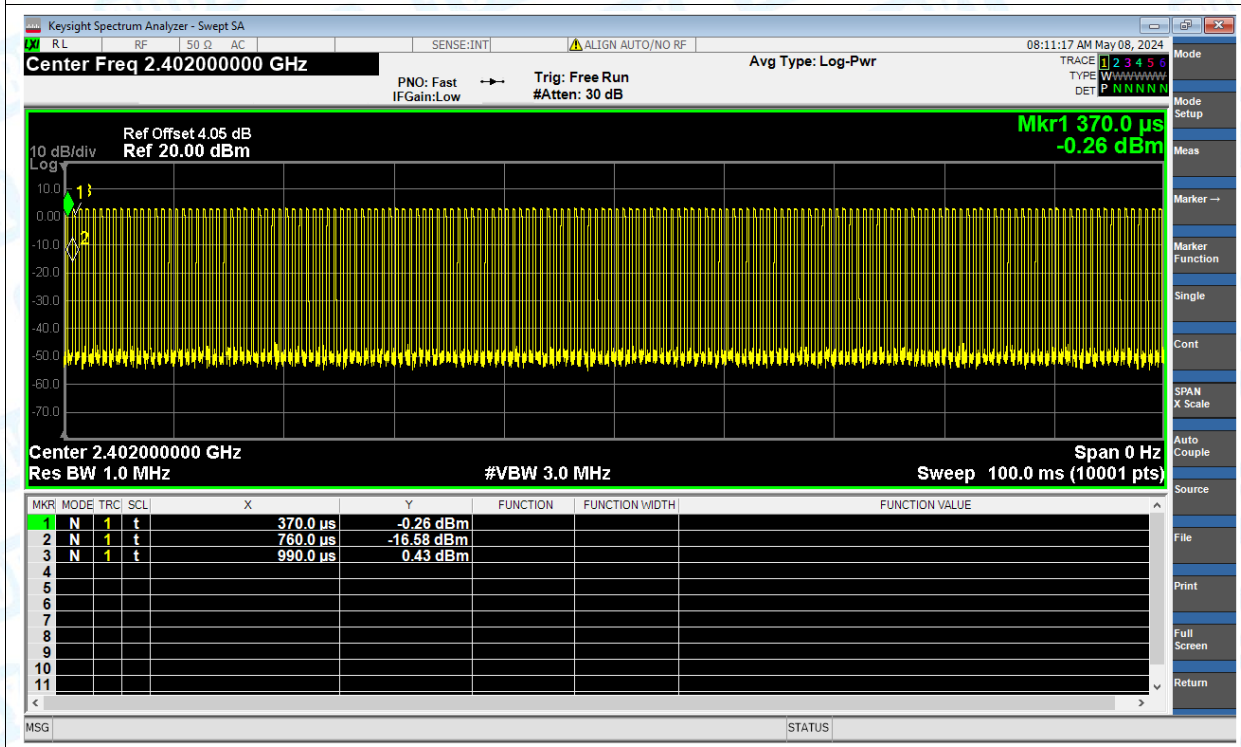 Keysight Spectrum Analyzer - Swept SA
LXI RL RF 50 Ω AC SENSE:INT ALIGN AUTO/NO RF 08:11:17 AM May 08, 2024
Center Freq 2.402000000 GHz
Avg Type: Log-Pwr
TRACE 1 2 3 4 5 6
TYPE WWWWWW
DET P N N N N N
PNO: Fast
IFGain:Low
Trig: Free Run
#Atten: 30 dB
Mkr1 370.0 µs
-0.26 dBm
Ref Offset 4.05 dB
10 dB/div Ref 20.00 dBm
Log
10.0
0.00
-10.0
-20.0
-30.0
-40.0
-50.0
-60.0
-70.0
1 3
2
Center 2.402000000 GHz Span 0 Hz
Res BW 1.0 MHz #VBW 3.0 MHz Sweep 100.0 ms (10001 pts)
MKR MODE TRC SCL X Y FUNCTION FUNCTION WIDTH FUNCTION VALUE
1 N 1 t 370.0 µs -0.26 dBm
2 N 1 t 760.0 µs -16.58 dBm
3 N 1 t 990.0 µs 0.43 dBm
4
5
6
7
8
9
10
11
MSG STATUS
Mode
Mode
Setup
Meas
Marker →
Marker
Function
Single
Cont
SPAN
X Scale
Auto
Couple
Source
File
Print
Full
Screen
Return